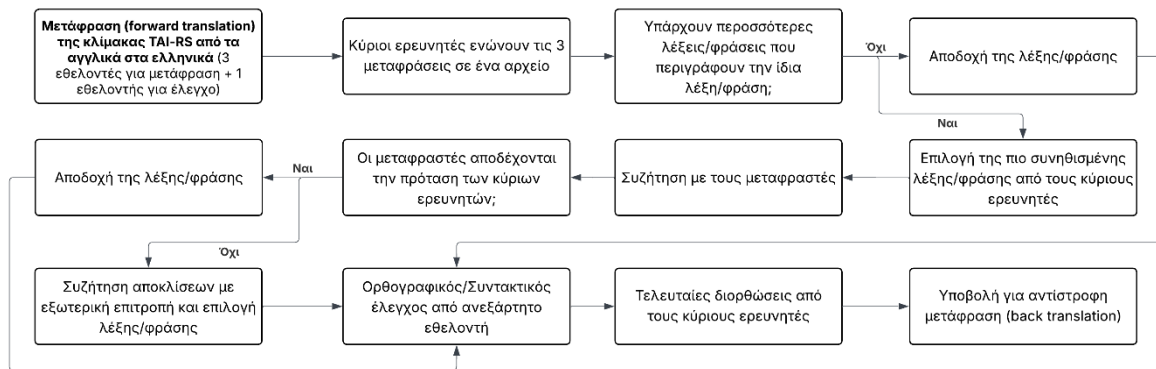 Μετάφραση (forward translation)
της κλίμακας TAI-RS από τα
αγγλικά στα ελληνικά (3
εθελοντές για μετάφραση + 1
εθελοντής για έλεγχο)
Κύριοι ερευνητές ενώνουν τις 3
μεταφράσεις σε ένα αρχείο
Υπάρχουν περοσσότερες
λέξεις/φράσεις που
περιγράφουν την ίδια
λέξη/φράση;
Όχι
Αποδοχή της λέξης/φράσης
Ναι
Επιλογή της πιο συνηθισμένης
λέξης/φράσης από τους κύριους
ερευνητές
Συζήτηση με τους μεταφραστές
Οι μεταφραστές αποδέχονται
την πρόταση των κύριων
ερευνητών;
Ναι
Αποδοχή της λέξης/φράσης
Όχι
Συζήτηση αποκλίσεων με
εξωτερική επιτροπή και επιλογή
λέξης/φράσης
Ορθογραφικός/Συντακτικός
έλεγχος από ανεξάρτητο
εθελοντή
Τελευταίες διορθώσεις από
τους κύριους ερευνητές
Υποβολή για αντίστροφη
μετάφραση (back translation)